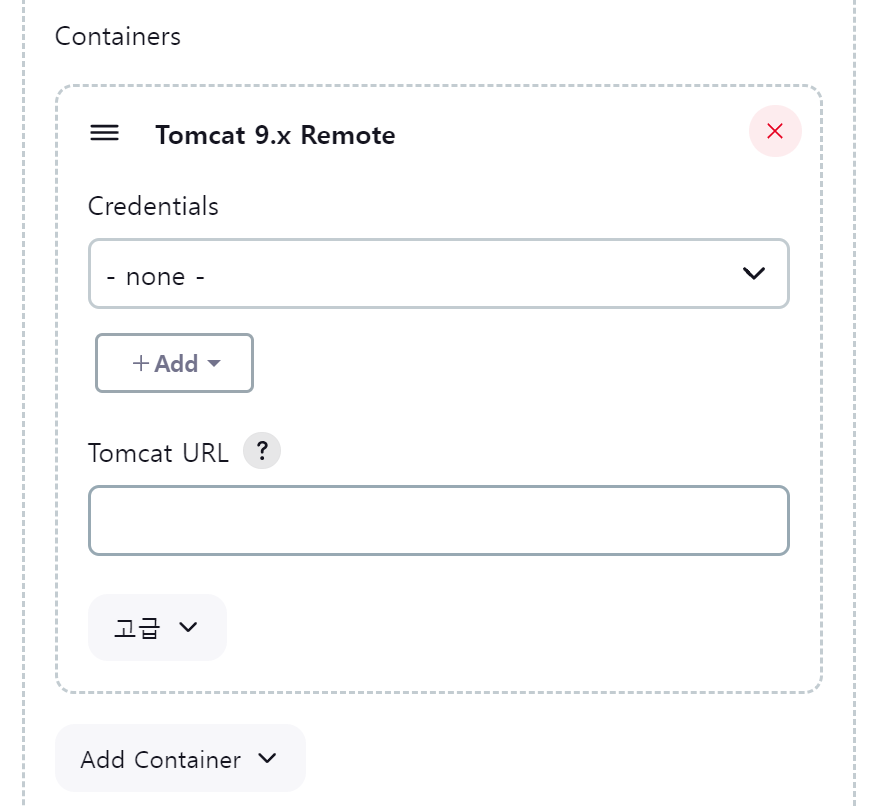 Containers
Tomcat 9.x Remote
Credentials
- none -
+ Add
Tomcat URL ?
고급
Add Container